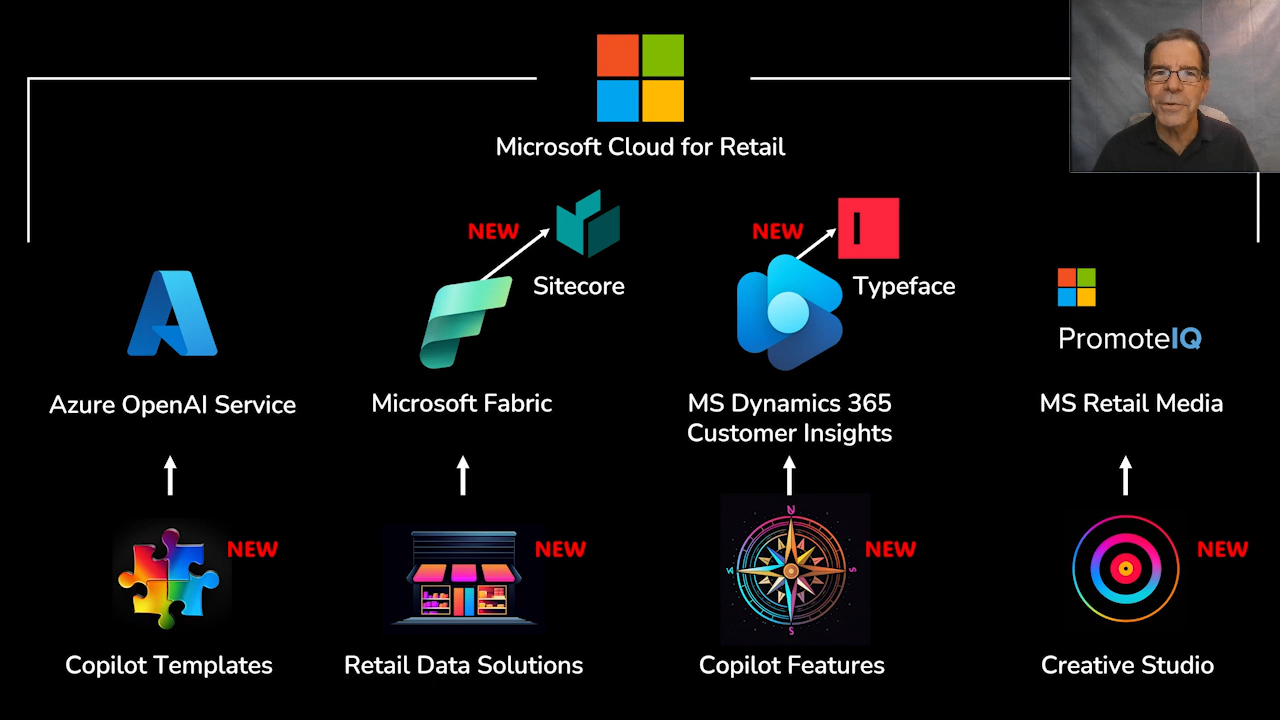 Microsoft Cloud for Retail
NEW
Sitecore
NEW
Typeface
PromoteIQ
Azure OpenAI Service
Microsoft Fabric
MS Dynamics 365
Customer Insights
MS Retail Media
NEW
NEW
NEW
NEW
Copilot Templates
Retail Data Solutions
Copilot Features
Creative Studio